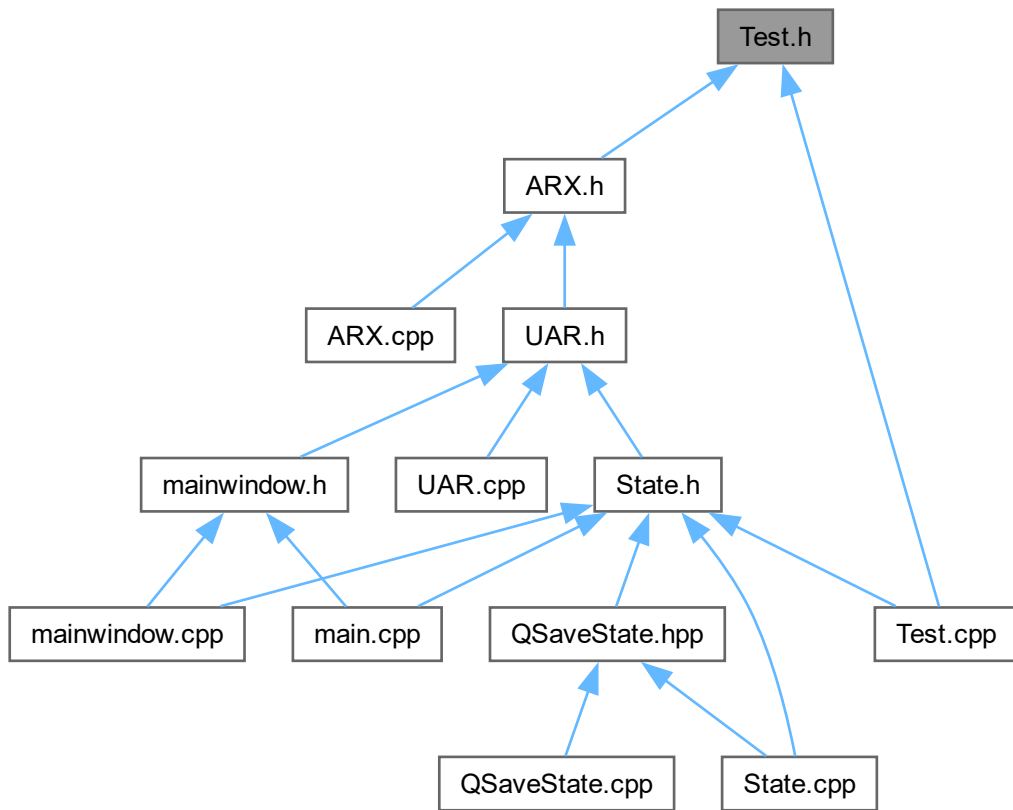 Test.h
ARX.h
ARX.cpp
UAR.h
mainwindow.h
UAR.cpp
State.h
mainwindow.cpp
main.cpp
QSaveState.hpp
Test.cpp
QSaveState.cpp
State.cpp